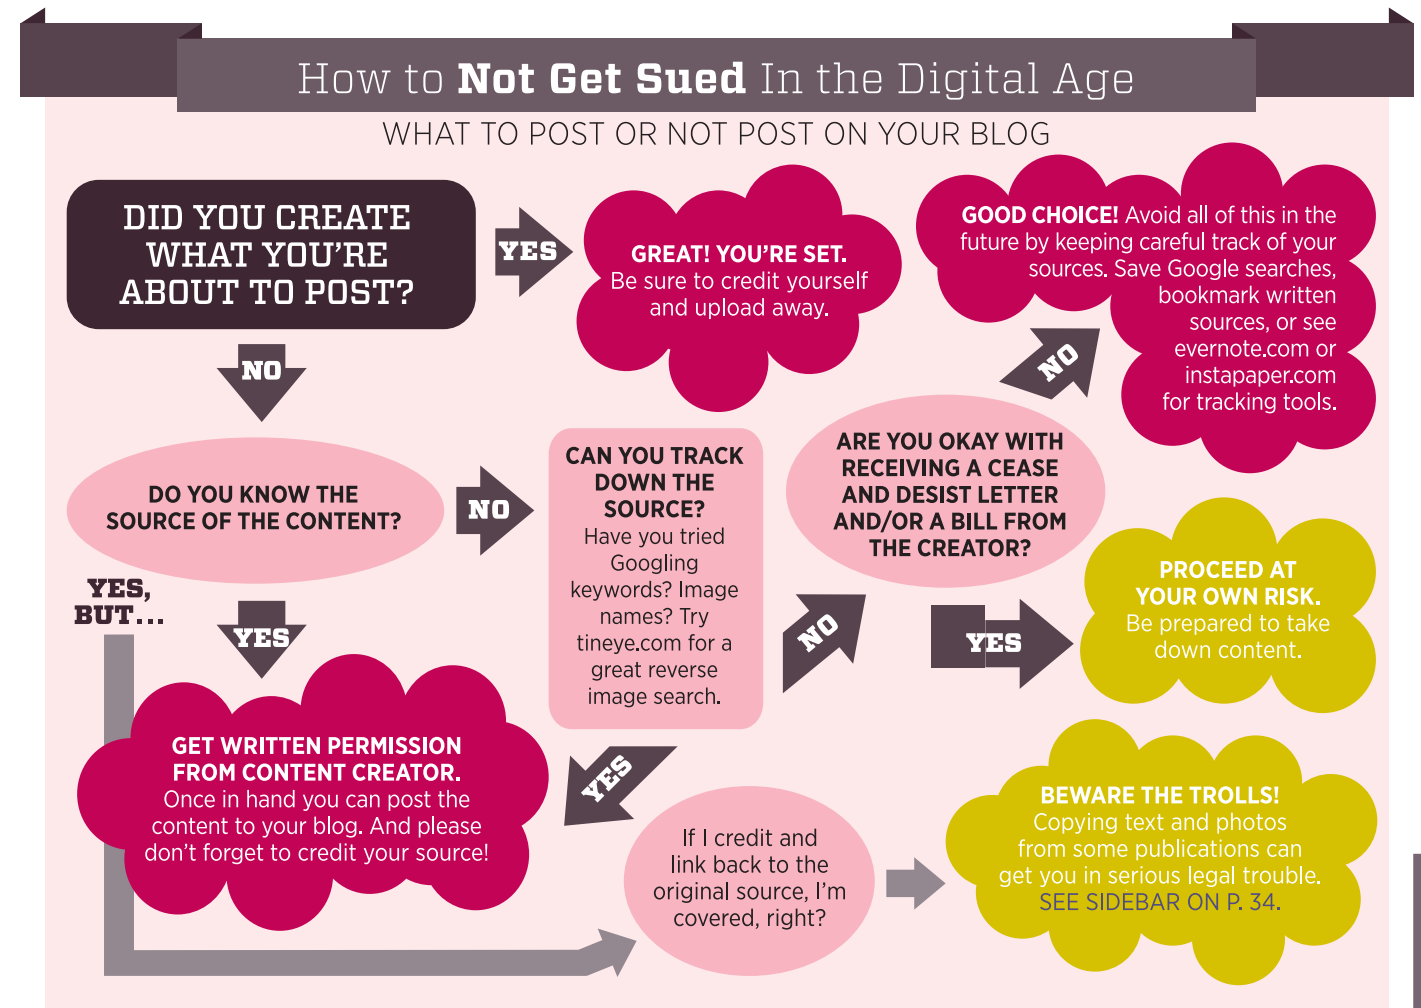 How to Not Get Sued In the Digital Age
WHAT TO POST OR NOT POST ON YOUR BLOG
DID YOU CREATE
WHAT YOU'RE
ABOUT TO POST?
YES
GREAT! YOU'RE SET.
Be sure to credit yourself
and upload away.
NO
DO YOU KNOW THE
SOURCE OF THE CONTENT?
NO
CAN YOU TRACK
DOWN THE
SOURCE?
Have you tried
Googling
keywords? Image
names? Try
tineye.com for a
great reverse
image search.
NO
ARE YOU OKAY WITH
RECEIVING A CEASE
AND DESIST LETTER
AND/OR A BILL FROM
THE CREATOR?
NO
GOOD CHOICE! Avoid all of this in the
future by keeping careful track of your
sources. Save Google searches,
bookmark written
sources, or see
evernote.com or
instapaper.com
for tracking tools.
YES
PROCEED AT
YOUR OWN RISK.
Be prepared to take
down content.
YES,
BUT...
YES
YES
GET WRITTEN PERMISSION
FROM CONTENT CREATOR.
Once in hand you can post the
content to your blog. And please
don't forget to credit your source!
If I credit and
link back to the
original source, I'm
covered, right?
BEWARE THE TROLLS!
Copying text and photos
from some publications can
get you in serious legal trouble.
SEE SIDEBAR ON P. 34.